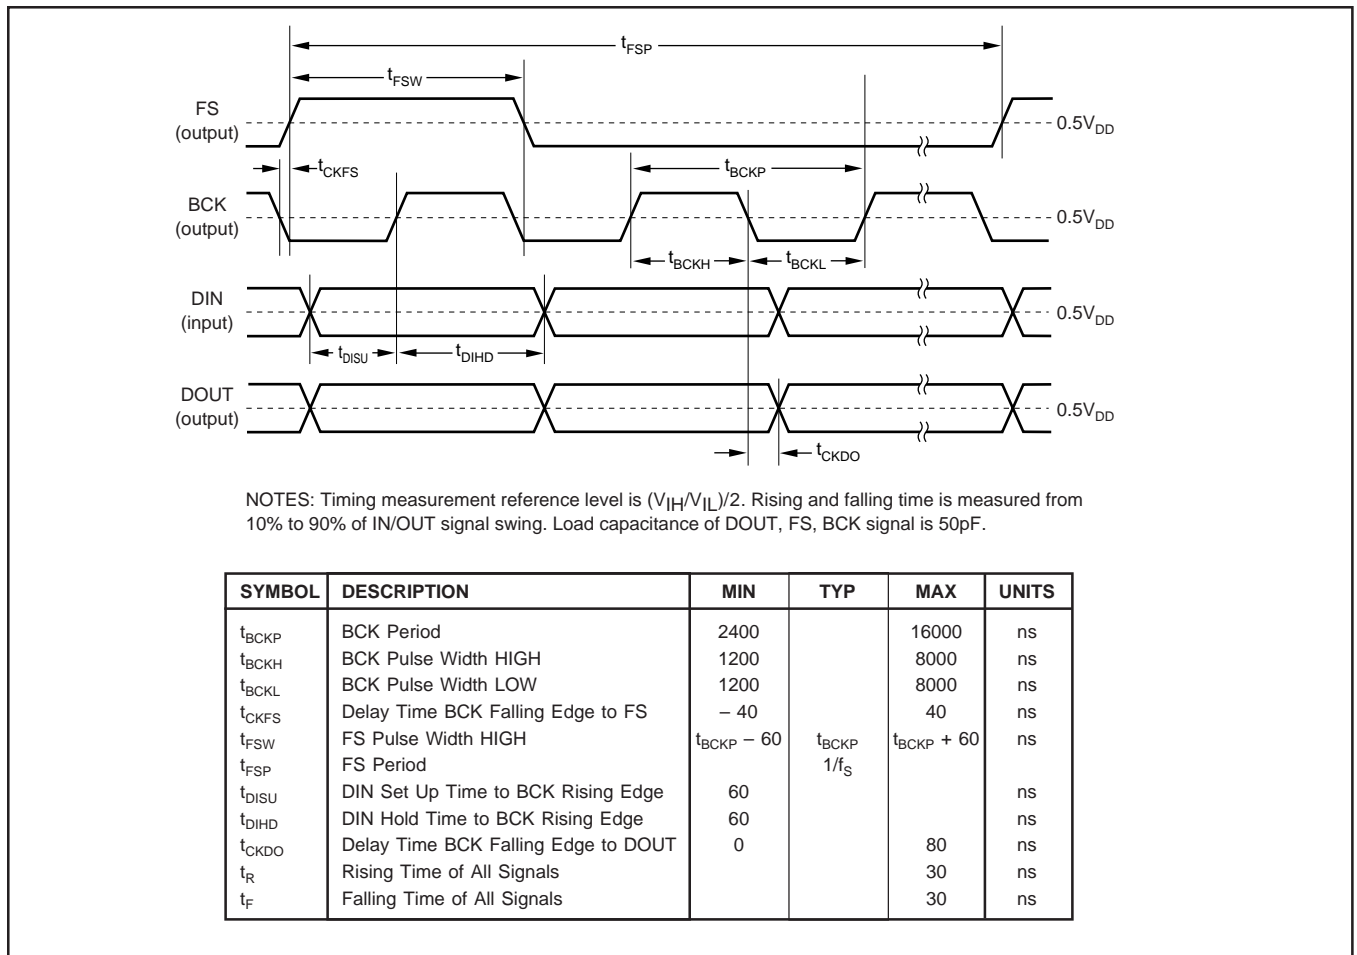 tFSP
tFSW
FS
(output)
0.5VDD
tCKFS
tBCKP
BCK
(output)
0.5VDD
tBCKH
tBCKL
DIN
(input)
0.5VDD
tDISU
tDIHD
DOUT
(output)
0.5VDD
tCKDO
NOTES: Timing measurement reference level is (VIH/VIL)/2. Rising and falling time is measured from
10% to 90% of IN/OUT signal swing. Load capacitance of DOUT, FS, BCK signal is 50pF.
SYMBOL DESCRIPTION MIN TYP MAX UNITS
tBCKP BCK Period 2400 16000 ns
tBCKH BCK Pulse Width HIGH 1200 8000 ns
tBCKL BCK Pulse Width LOW 1200 8000 ns
tCKFS Delay Time BCK Falling Edge to FS – 40 40 ns
tFSW FS Pulse Width HIGH tBCKP – 60 tBCKP tBCKP + 60 ns
tFSP FS Period 1/fS
tDISU DIN Set Up Time to BCK Rising Edge 60 ns
tDIHD DIN Hold Time to BCK Rising Edge 60 ns
tCKDO Delay Time BCK Falling Edge to DOUT 0 80 ns
tR Rising Time of All Signals 30 ns
tF Falling Time of All Signals 30 ns